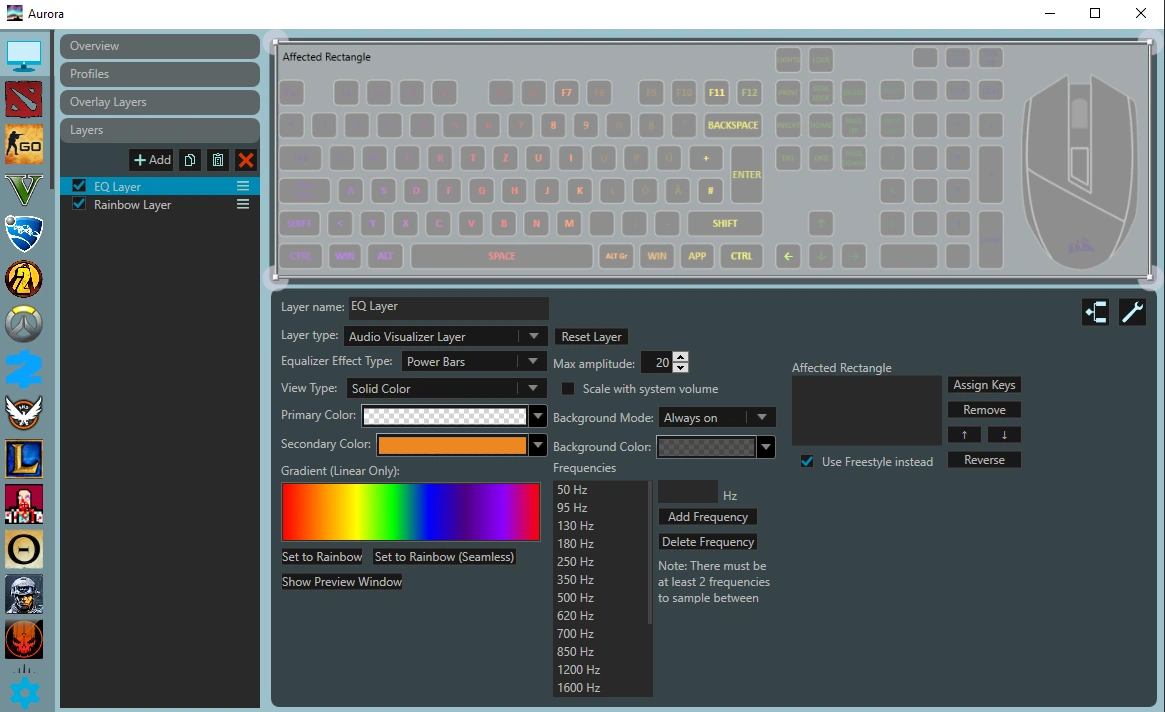 Aurora
Overview
Profiles
Overlay Layers
Layers
Add
EQ Layer
Rainbow Layer
GO
Affected Rectangle
F7 F11 F12
8 9 BACKSPACE
R T Z U I + ENTER
A S D F G H J K #
SHIFT < Y X C V B N M - SHIFT
CTRL WIN ALT SPACE ALT Gr WIN APP CTRL ←
Layer name: EQ Layer
Layer type: Audio Visualizer Layer Reset Layer
Equalizer Effect Type: Power Bars Max amplitude: 20
View Type: Solid Color Scale with system volume
Primary Color: Background Mode: Always on
Secondary Color: Background Color:
Gradient (Linear Only): Frequencies
Set to Rainbow Set to Rainbow (Seamless)
Show Preview Window
50 Hz
95 Hz
130 Hz
180 Hz
250 Hz
350 Hz
500 Hz
620 Hz
700 Hz
850 Hz
1200 Hz
1600 Hz
Hz
Add Frequency
Delete Frequency
Note: There must be
at least 2 frequencies
to sample between
Affected Rectangle
Assign Keys
Remove
↑ ↓
Reverse
Use Freestyle instead